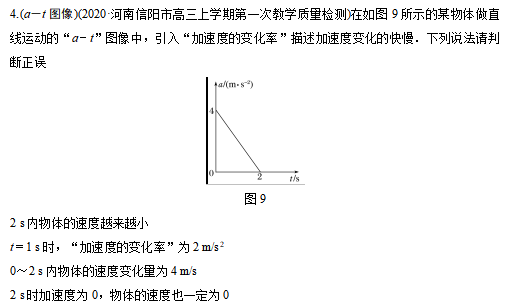 4.(a－t 图像)(2020·河南信阳市高三上学期第一次教学质量检测)在如图 9 所示的某物体做直
线运动的“a－t”图像中，引入“加速度的变化率”描述加速度变化的快慢．下列说法请判
断正误
a/(m·s⁻²)
4
0
2
t/s
图 9
2 s 内物体的速度越来越小
t＝1 s 时，“加速度的变化率”为 2 m/s²
0～2 s 内物体的速度变化量为 4 m/s
2 s时加速度为 0，物体的速度也一定为 0